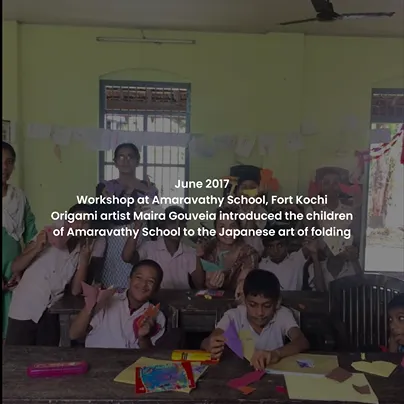 June 2017
Workshop at Amaravathy School, Fort Kochi
Origami artist Maira Gouveia introduced the children
of Amaravathy School to the Japanese art of folding